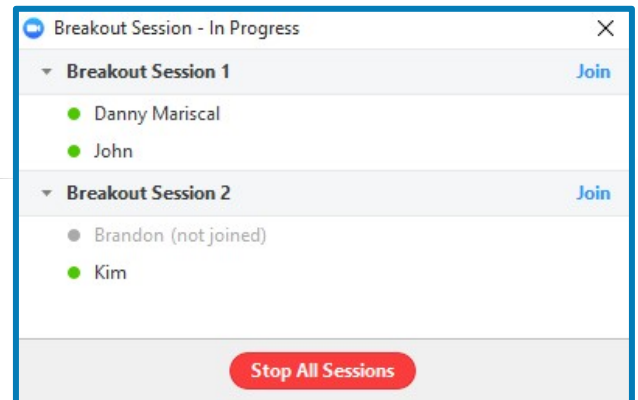 Breakout Session - In Progress
Breakout Session 1 Join
Danny Mariscal
John
Breakout Session 2 Join
Brandon (not joined)
Kim
Stop All Sessions